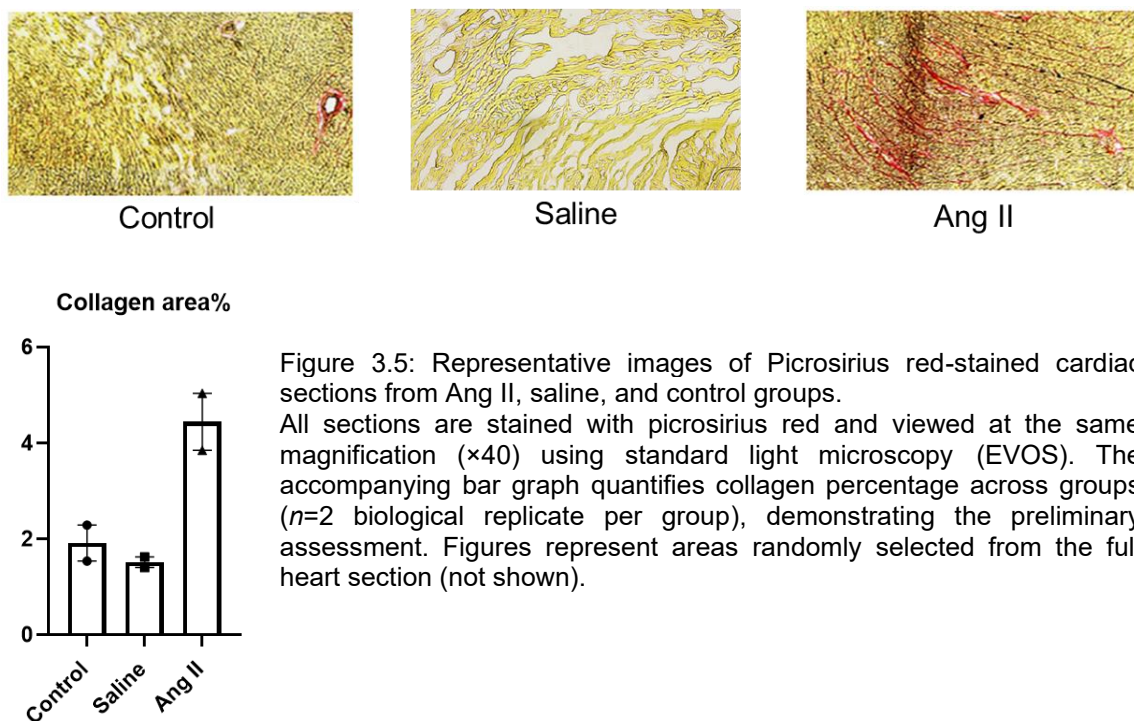 Control
Saline
Ang II
Collagen area%
6
4
2
0
Control
Saline
Ang II
Figure 3.5: Representative images of Picrosirius red-stained cardiac
sections from Ang II, saline, and control groups.
All sections are stained with picrosirius red and viewed at the same
magnification (×40) using standard light microscopy (EVOS). The
accompanying bar graph quantifies collagen percentage across groups
(n=2 biological replicate per group), demonstrating the preliminary
assessment. Figures represent areas randomly selected from the full
heart section (not shown).